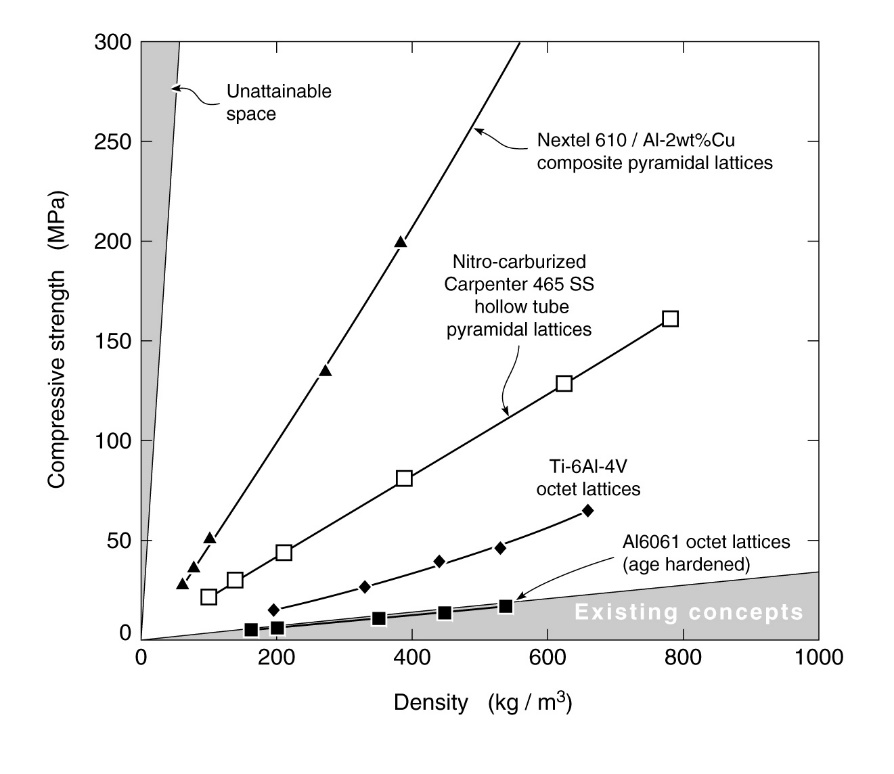 300
250
200
150
100
50
0
Compressive strength (MPa)
Unattainable
space
Nextel 610 / Al-2wt%Cu
composite pyramidal lattices
Nitro-carburized
Carpenter 465 SS
hollow tube
pyramidal lattices
Ti-6Al-4V
octet lattices
Al6061 octet lattices
(age hardened)
Existing concepts
0 200 400 600 800 1000
Density (kg / m³)